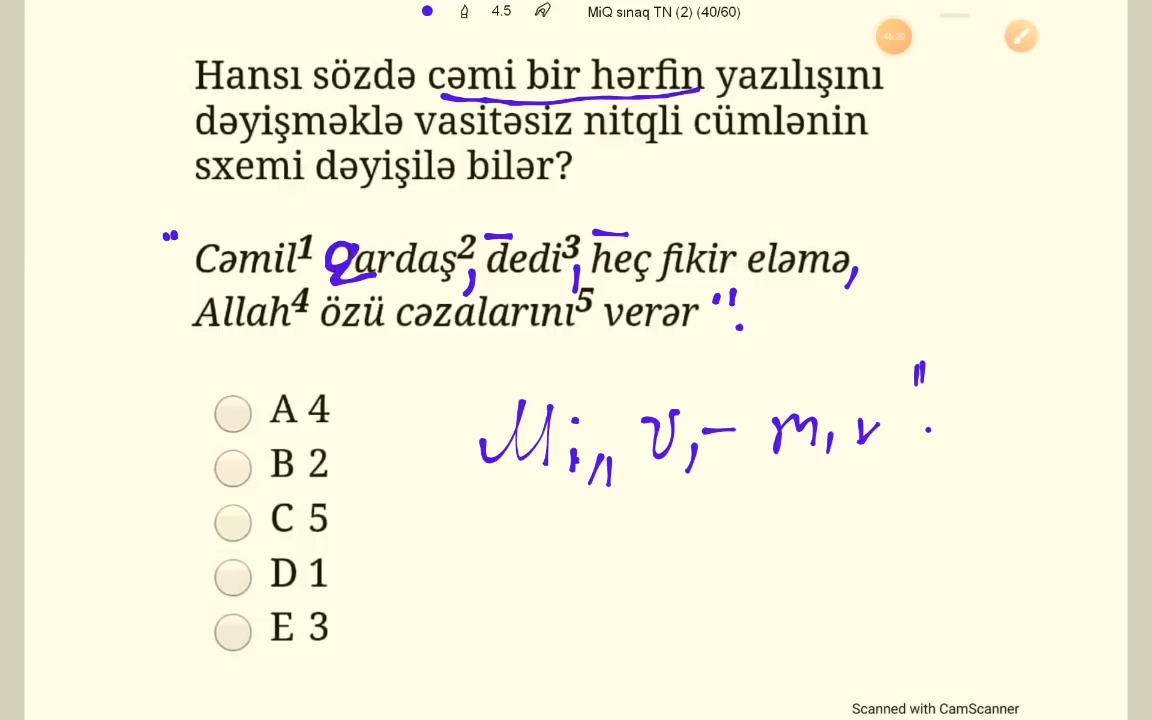 4.5 MiQ sınaq TN (2) (40/60)
46:20
Hansı sözdə cəmi bir hərfin yazılışını
dəyişməklə vasitəsiz nitqli cümlənin
sxemi dəyişilə bilər?
" Cəmil¹ Qardaş², – dedi³, – heç fikir eləmə,
Allah⁴ özü cəzalarını⁵ verər ".
A 4
B 2
C 5
D 1
E 3
Scanned with CamScanner